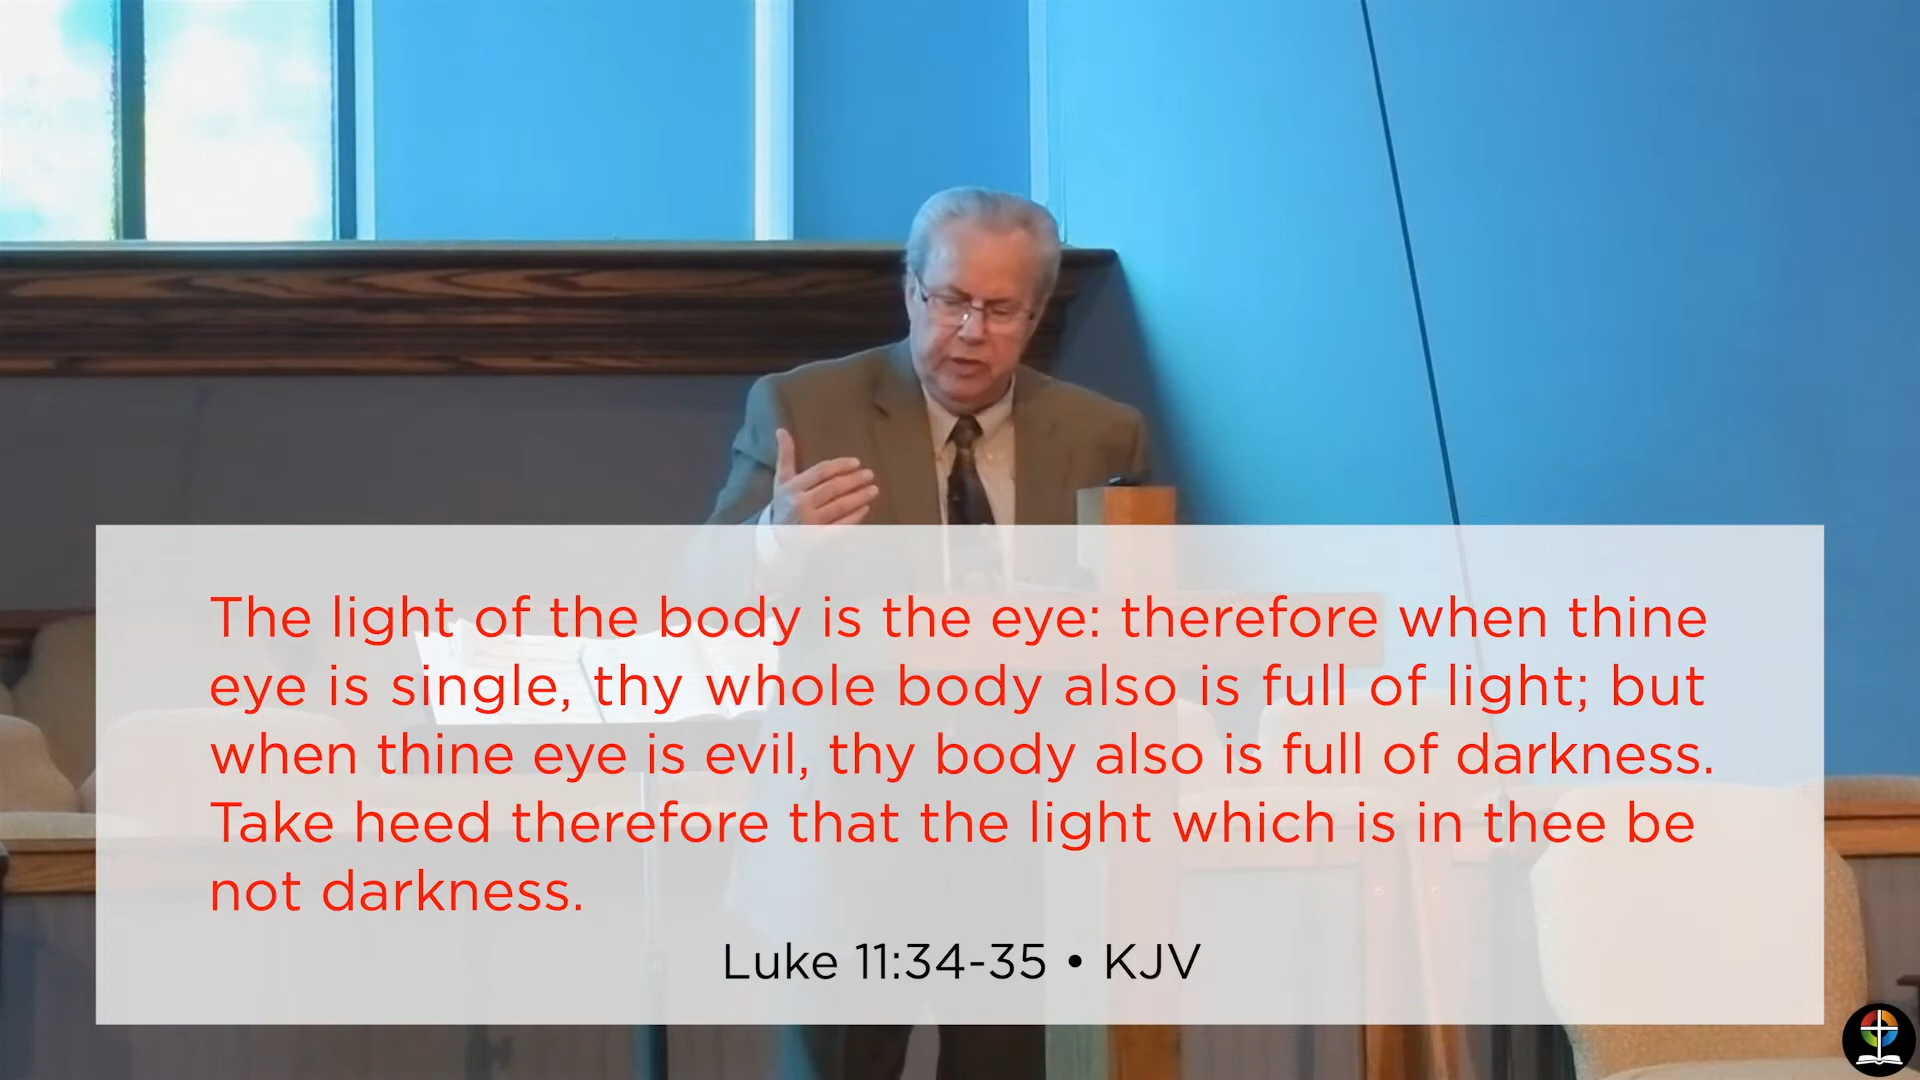 The light of the body is the eye: therefore when thine
eye is single, thy whole body also is full of light; but
when thine eye is evil, thy body also is full of darkness.
Take heed therefore that the light which is in thee be
not darkness.
Luke 11:34-35 • KJV